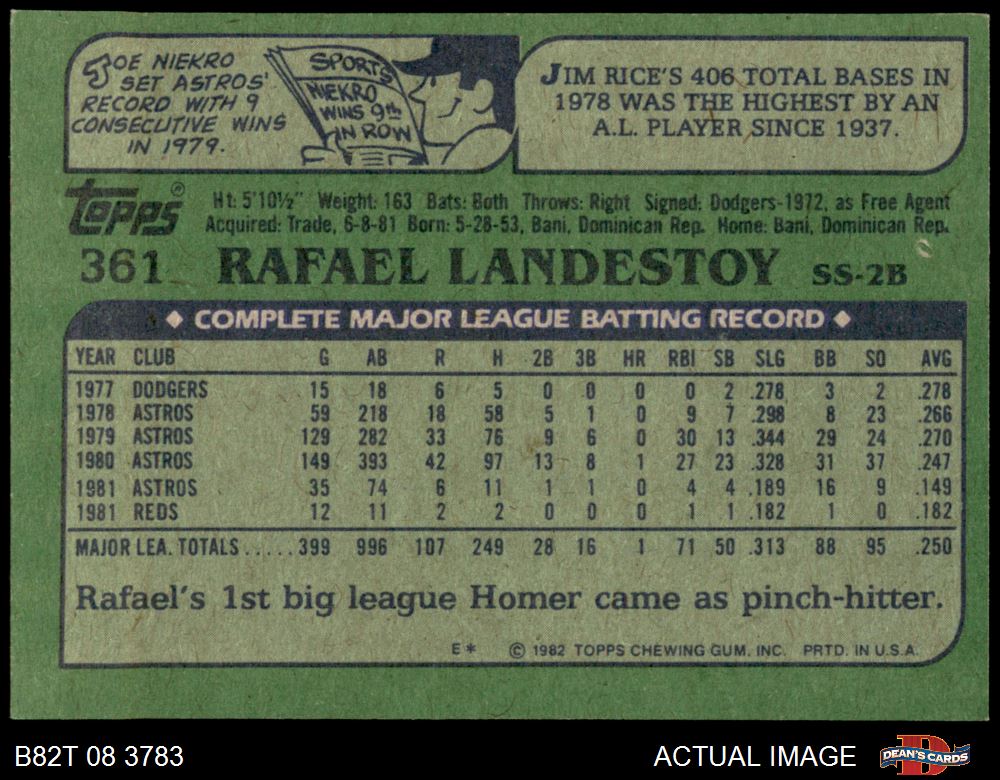 JOE NIEKRO
SET ASTROS'
RECORD WITH 9
CONSECUTIVE WINS
IN 1979.
SPORTS
NIEKRO
WINS 9th
IN ROW
JIM RICE'S 406 TOTAL BASES IN
1978 WAS THE HIGHEST BY AN
A.L. PLAYER SINCE 1937.
Topps®
Ht: 5'10½" Weight: 163 Bats: Both Throws: Right Signed: Dodgers-1972, as Free Agent
Acquired: Trade, 6-8-81 Born: 5-28-53, Bani, Dominican Rep. Home: Bani, Dominican Rep.
361 RAFAEL LANDESTOY SS-2B
◆ COMPLETE MAJOR LEAGUE BATTING RECORD ◆
YEAR CLUB G AB R H 2B 3B HR RBI SB SLG BB SO AVG
1977 DODGERS 15 18 6 5 0 0 0 0 2 .278 3 2 .278
1978 ASTROS 59 218 18 58 5 1 0 9 7 .298 8 23 .266
1979 ASTROS 129 282 33 76 9 6 0 30 13 .344 29 24 .270
1980 ASTROS 149 393 42 97 13 8 1 27 23 .328 31 37 .247
1981 ASTROS 35 74 6 11 1 1 0 4 4 .189 16 9 .149
1981 REDS 12 11 2 2 0 0 0 1 1 .182 1 0 .182
MAJOR LEA. TOTALS.....399 996 107 249 28 16 1 71 50 .313 88 95 .250
Rafael's 1st big league Homer came as pinch-hitter.
E* © 1982 TOPPS CHEWING GUM, INC. PRTD. IN U.S.A.
B82T 08 3783 ACTUAL IMAGE D DEAN'S CARDS